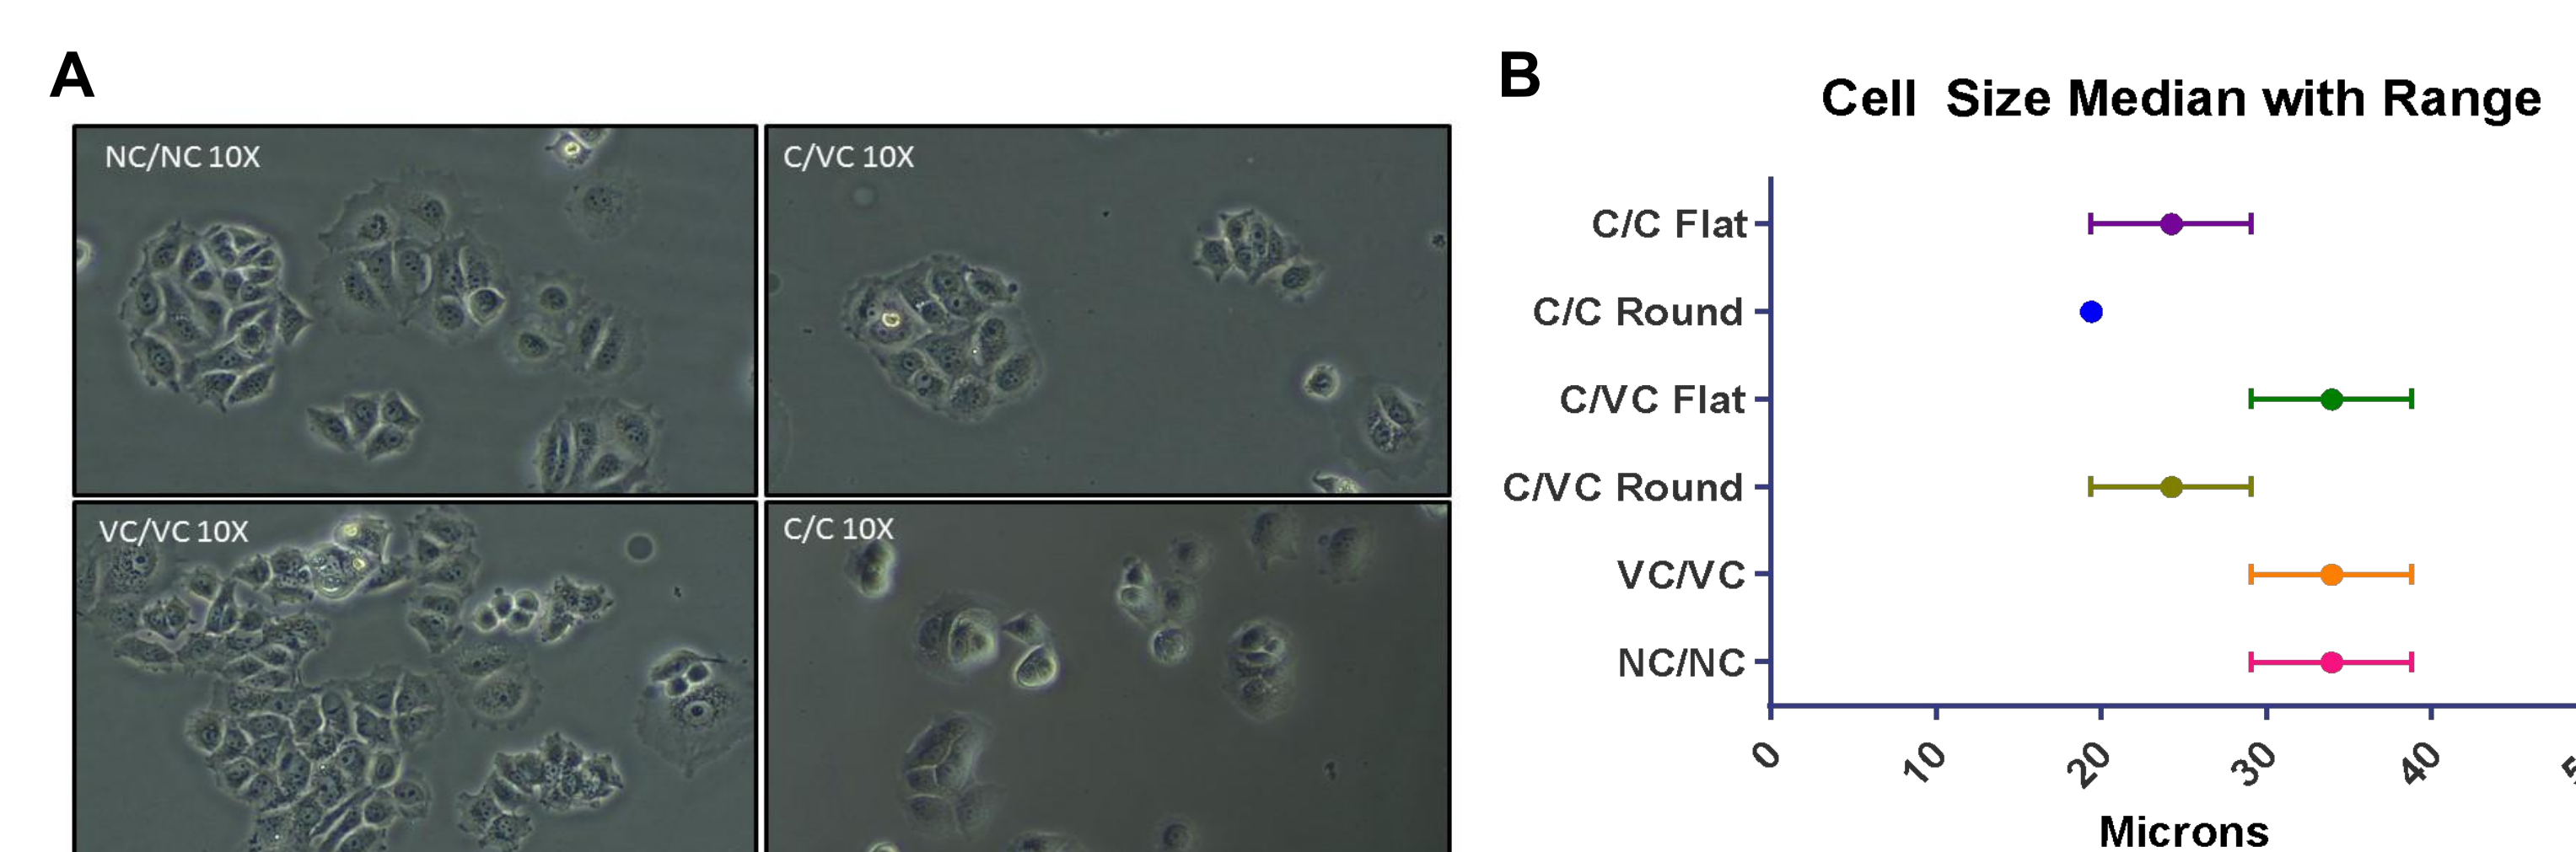 A
NC/NC 10X
C/VC 10X
VC/VC 10X
C/C 10X
B
Cell Size Median with Range
C/C Flat
C/C Round
C/VC Flat
C/VC Round
VC/VC
NC/NC
0
10
20
30
40
Microns